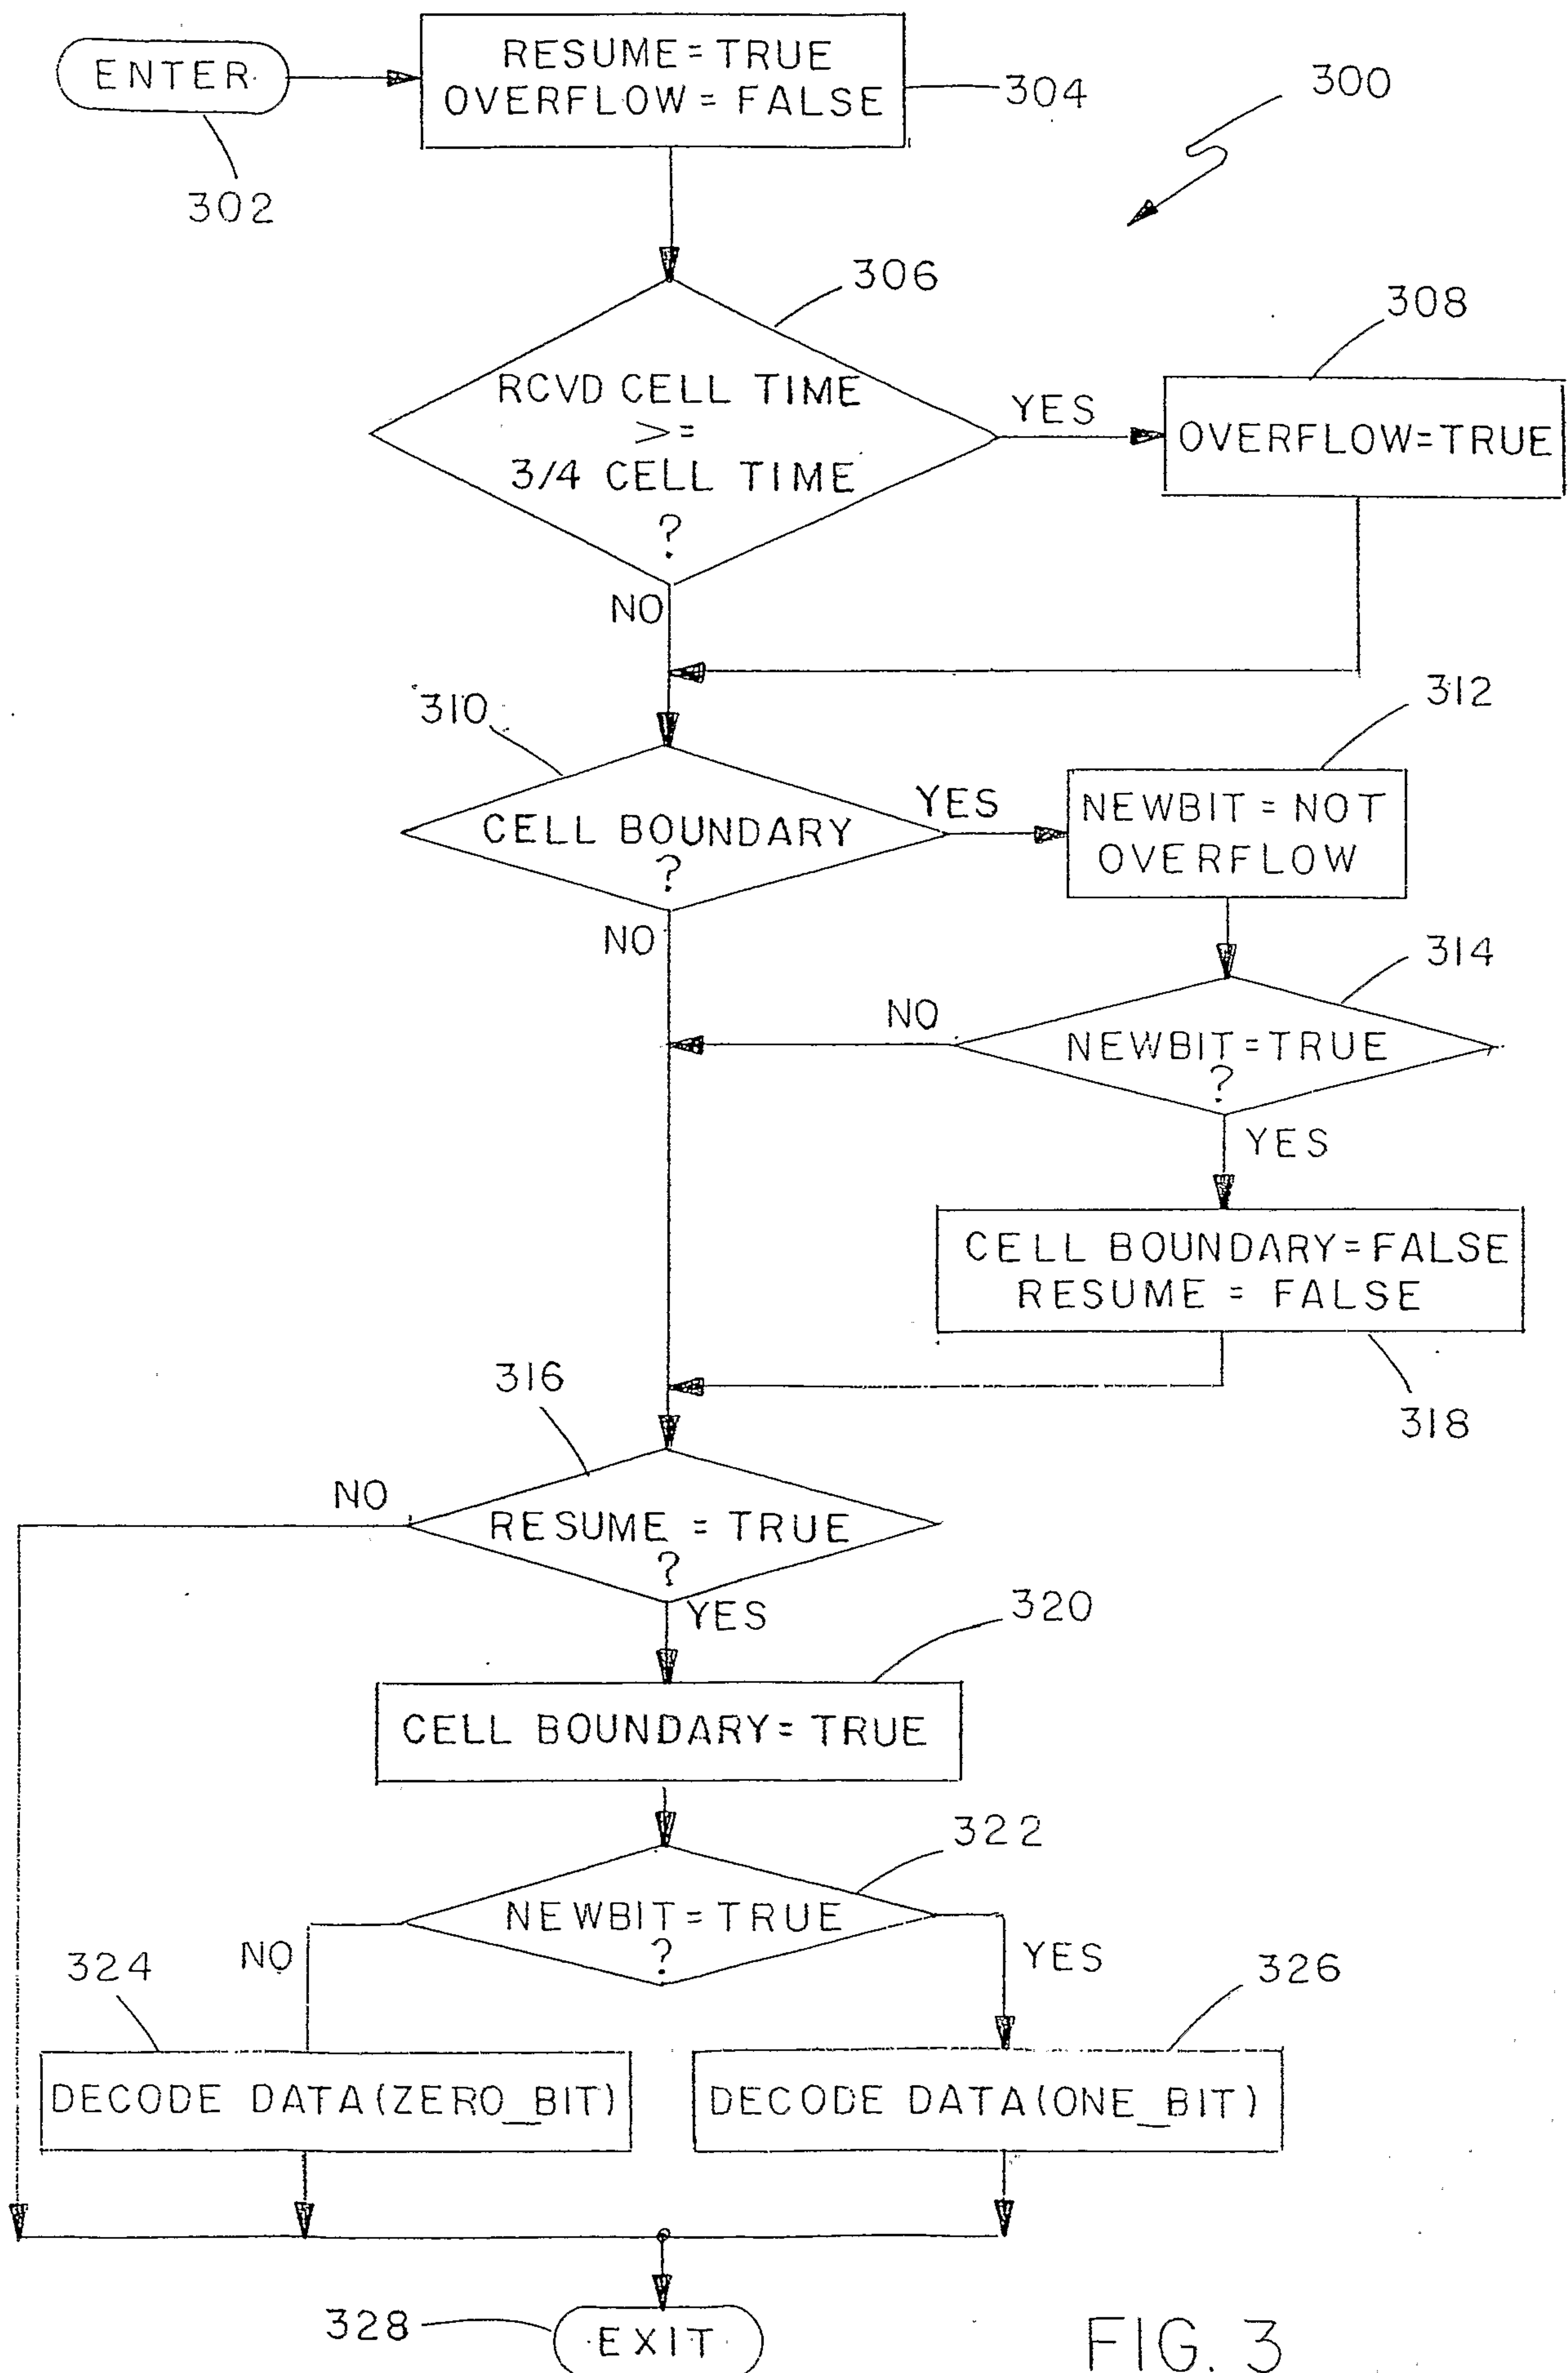 ENTER
302
RESUME = TRUE
OVERFLOW = FALSE
304
300
306
RCVD CELL TIME
>=
3/4 CELL TIME
?
YES
NO
308
OVERFLOW = TRUE
310
CELL BOUNDARY
?
YES
NO
312
NEWBIT = NOT
OVERFLOW
314
NEWBIT = TRUE
?
NO
YES
CELL BOUNDARY = FALSE
RESUME = FALSE
318
316
RESUME = TRUE
?
NO
YES
320
CELL BOUNDARY = TRUE
322
NEWBIT = TRUE
?
NO
YES
324
DECODE DATA (ZERO_BIT)
326
DECODE DATA (ONE_BIT)
328
EXIT
FIG. 3